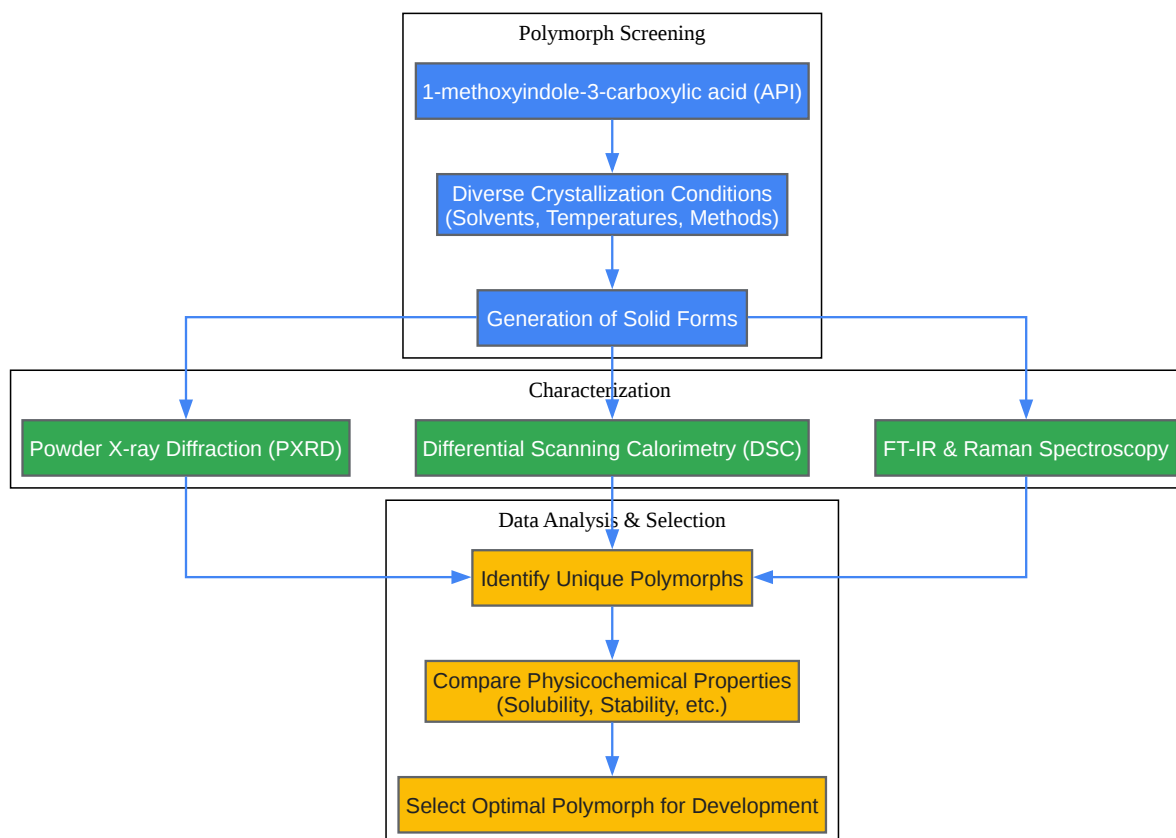 Polymorph Screening
1-methoxyindole-3-carboxylic acid (API)
Diverse Crystallization Conditions
(Solvents, Temperatures, Methods)
Generation of Solid Forms
Characterization
Powder X-ray Diffraction (PXRD)
Differential Scanning Calorimetry (DSC)
FT-IR & Raman Spectroscopy
Data Analysis & Selection
Identify Unique Polymorphs
Compare Physicochemical Properties
(Solubility, Stability, etc.)
Select Optimal Polymorph for Development